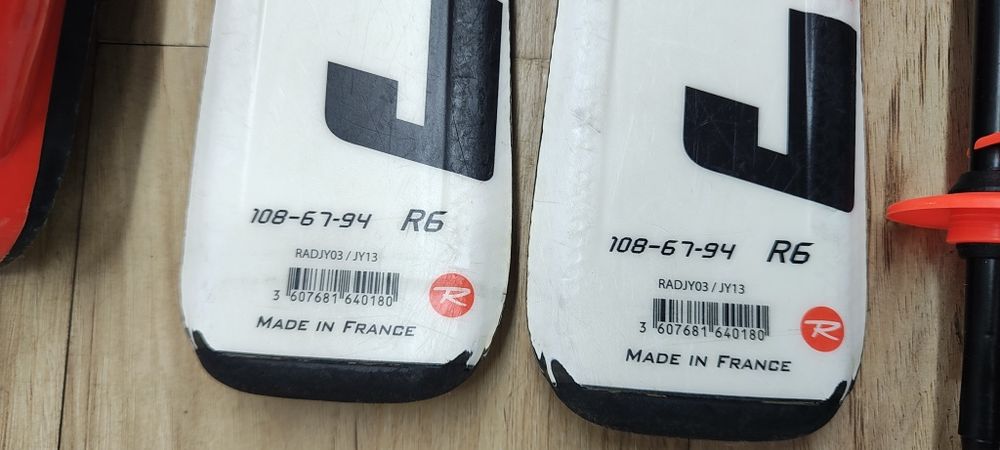 J
108-67-94 R6
RADJY03 / JY13
3 607681 640180
R
MADE IN FRANCE
J
108-67-94 R6
RADJY03 / JY13
3 607681 640180
R
MADE IN FRANCE